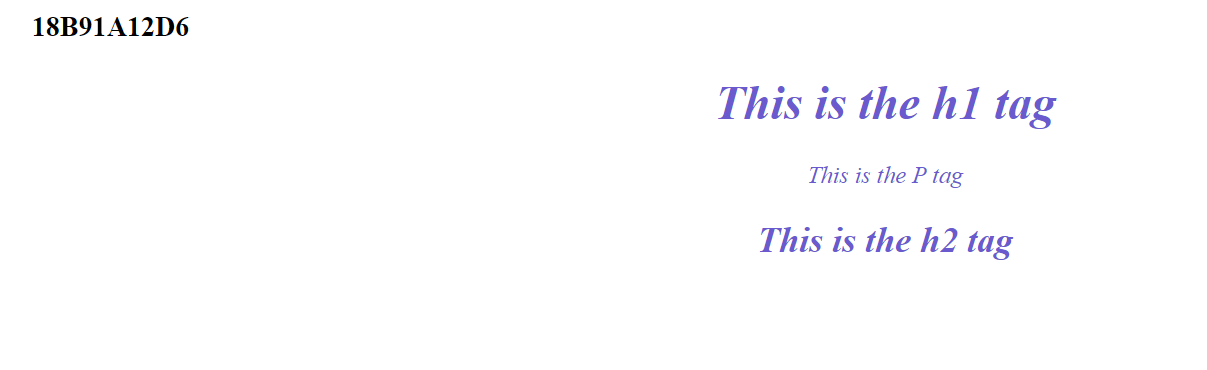 18B91A12D6
This is the h1 tag
This is the P tag
This is the h2 tag